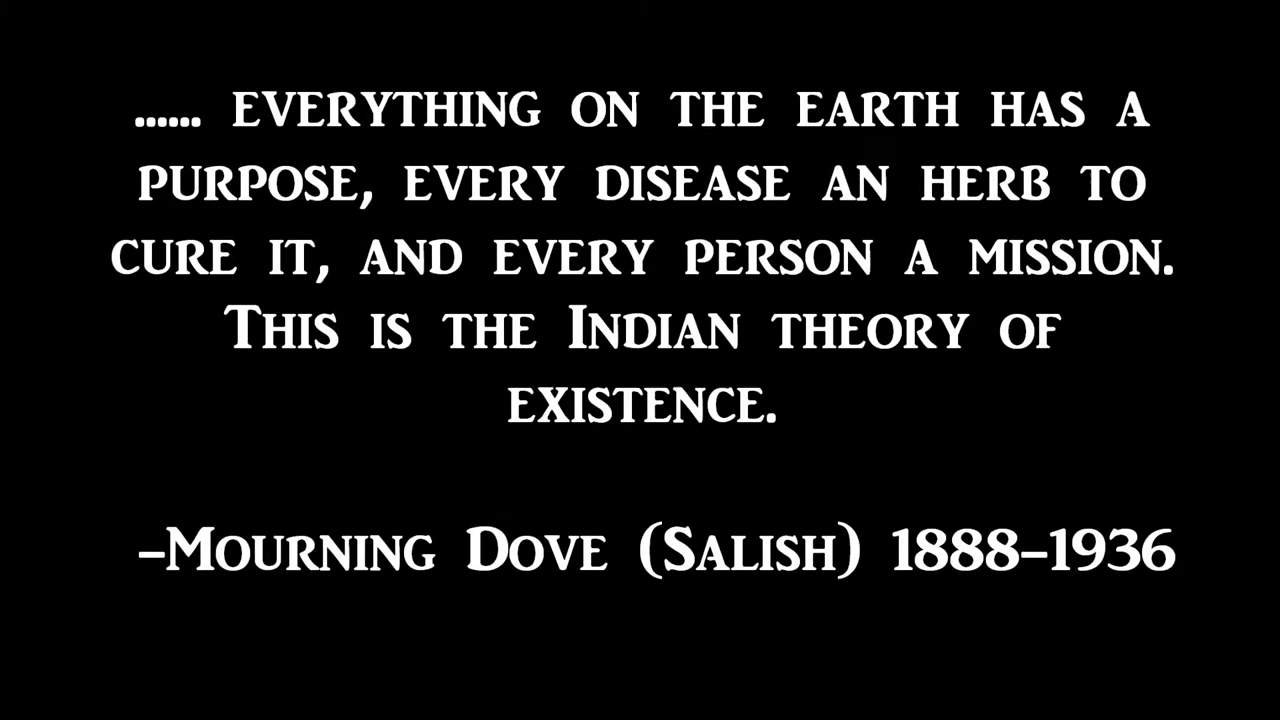 ...... everything on the earth has a
purpose, every disease an herb to
cure it, and every person a mission.
This is the Indian theory of
existence.
-Mourning Dove (Salish) 1888-1936